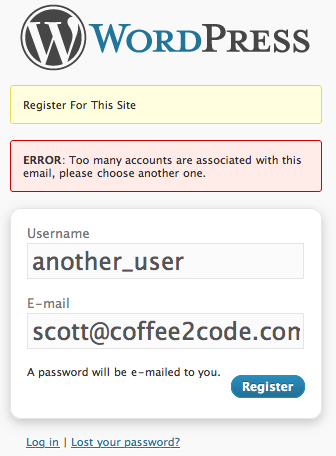 WORDPRESS
Register For This Site
ERROR: Too many accounts are associated with this
email, please choose another one.
Username
another_user
E-mail
scott@coffee2code.com
A password will be e-mailed to you.
Register
Log in | Lost your password?